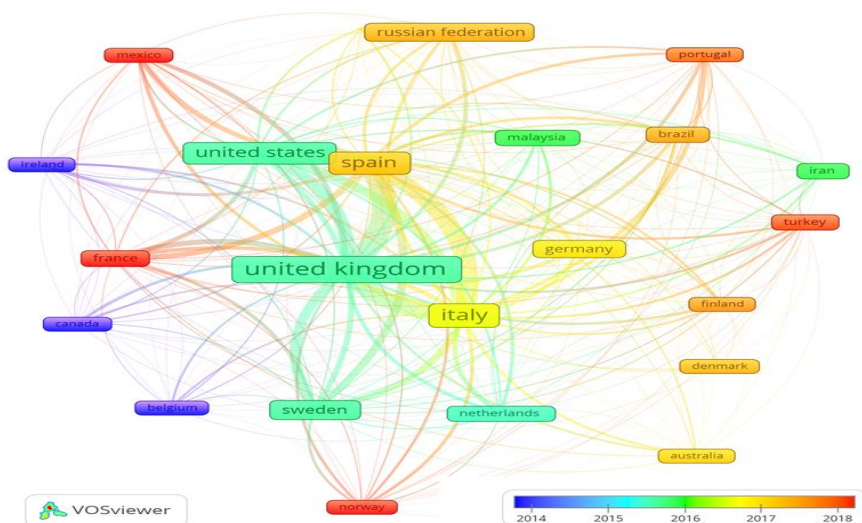 russian federation
mexico
portugal
brazil
malaysia
united states
spain
ireland
iran
turkey
germany
france
united kingdom
finland
italy
canada
denmark
belgium
sweden
netherlands
australia
norway
VOSviewer
2014 2015 2016 2017 2018